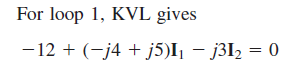 For loop 1, KVL gives
−12 + (−j4 + j5)I₁ − j3I₂ = 0